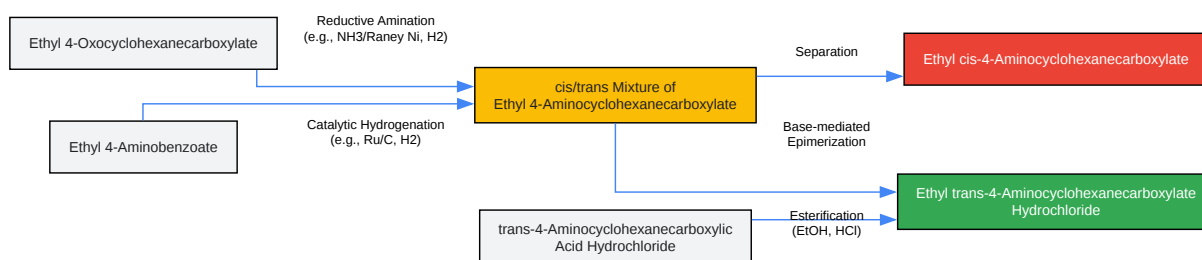 Ethyl 4-Oxocyclohexanecarboxylate
Reductive Amination
(e.g., NH3/Raney Ni, H2)
Ethyl 4-Aminobenzoate
Catalytic Hydrogenation
(e.g., Ru/C, H2)
cis/trans Mixture of
Ethyl 4-Aminocyclohexanecarboxylate
Separation
Ethyl cis-4-Aminocyclohexanecarboxylate
Base-mediated
Epimerization
Ethyl trans-4-Aminocyclohexanecarboxylate
Hydrochloride
trans-4-Aminocyclohexanecarboxylic
Acid Hydrochloride
Esterification
(EtOH, HCl)